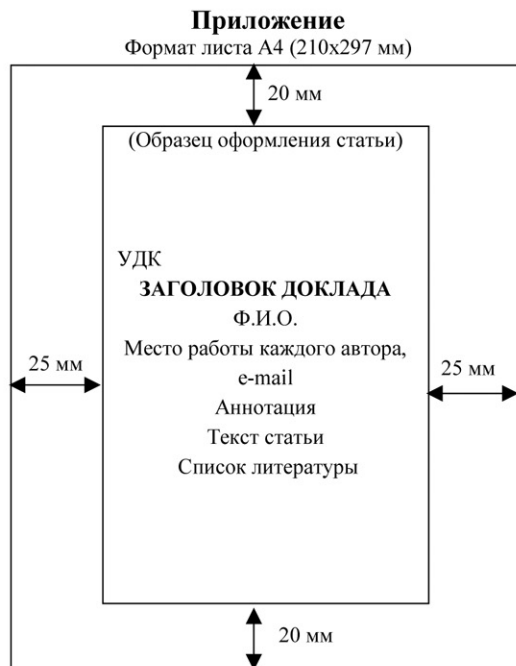 Приложение
Формат листа А4 (210х297 мм)
20 мм
(Образец оформления статьи)
УДК
ЗАГОЛОВОК ДОКЛАДА
Ф.И.О.
Место работы каждого автора,
e-mail
Аннотация
Текст статьи
Список литературы
25 мм
25 мм
20 мм